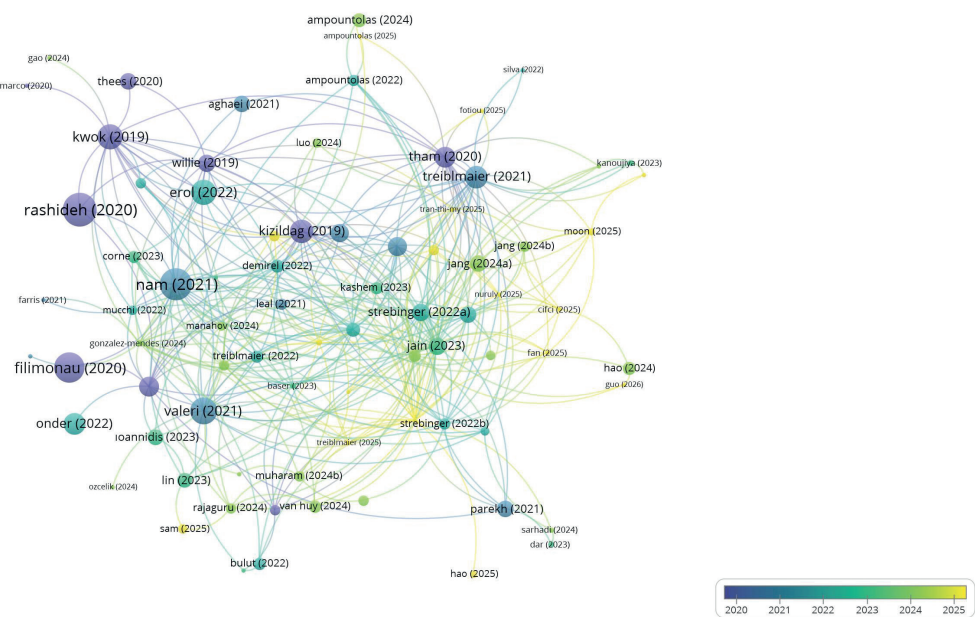 ampountolas (2024)
ampountolas (2025)
gao (2024)
silva (2022)
thees (2020)
ampountolas (2022)
marco (2020)
aghaei (2021)
fotiou (2025)
kwok (2019)
luo (2024)
tham (2020)
willie (2019)
kanoujiya (2023)
treiblmaier (2021)
erol (2022)
rashideh (2020)
tran-thi-my (2025)
kizildag (2019)
moon (2025)
jang (2024b)
corne (2023)
demirel (2022)
jang (2024a)
nam (2021)
kashem (2023)
nuruly (2025)
farris (2021)
leal (2021)
mucchi (2022)
strebinger (2022a)
cifci (2025)
manahov (2024)
gonzalez-mendes (2024)
jain (2023)
treiblmaier (2022)
fan (2025)
filimonau (2020)
hao (2024)
baser (2023)
guo (2026)
valeri (2021)
onder (2022)
strebinger (2022b)
ioannidis (2023)
treiblmaier (2025)
muharam (2024b)
lin (2023)
ozcelik (2024)
rajaguru (2024)
van huy (2024)
parekh (2021)
sam (2025)
sarhadi (2024)
dar (2023)
bulut (2022)
hao (2025)
2020 2021 2022 2023 2024 2025